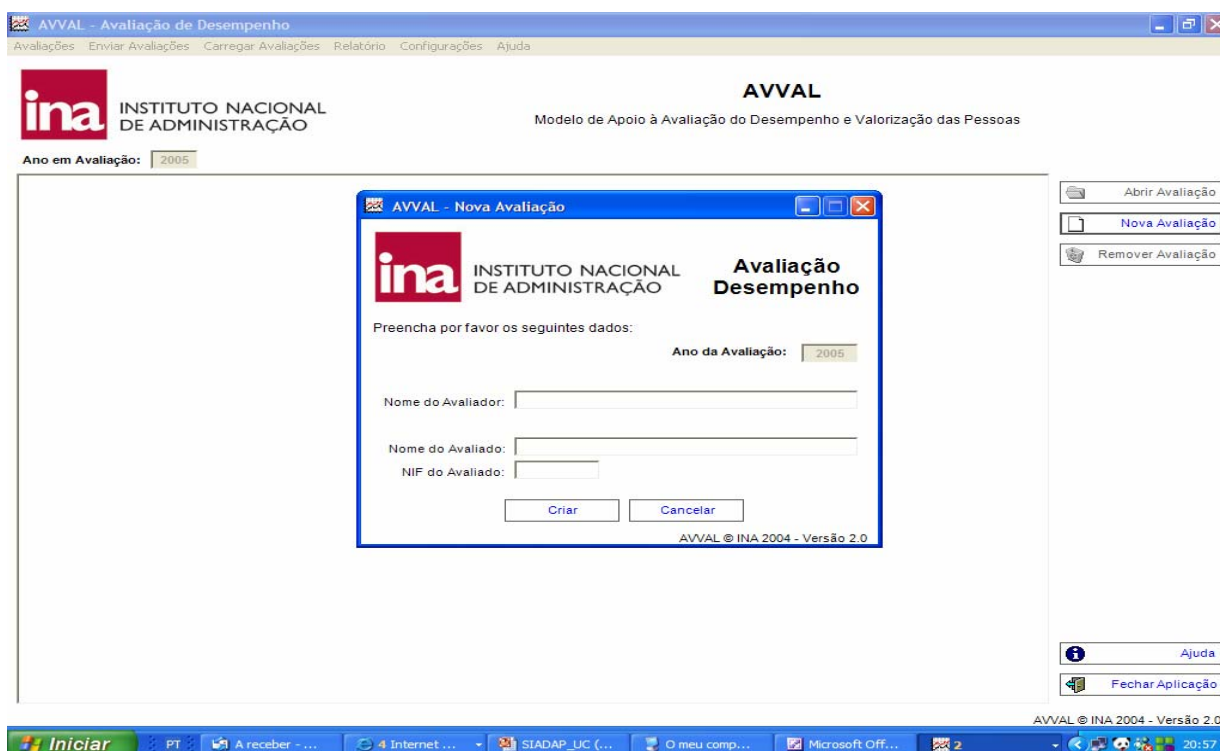 AVVAL - Avaliação de Desempenho
Avaliações Enviar Avaliações Carregar Avaliações Relatório Configurações Ajuda
ina INSTITUTO NACIONAL
DE ADMINISTRAÇÃO
AVVAL
Modelo de Apoio à Avaliação do Desempenho e Valorização das Pessoas
Ano em Avaliação: 2005
Abrir Avaliação
Nova Avaliação
Remover Avaliação
AVVAL - Nova Avaliação
ina INSTITUTO NACIONAL
DE ADMINISTRAÇÃO
Avaliação
Desempenho
Preencha por favor os seguintes dados:
Ano da Avaliação: 2005
Nome do Avaliador:
Nome do Avaliado:
NIF do Avaliado:
Criar Cancelar
AVVAL © INA 2004 - Versão 2.0
Ajuda
Fechar Aplicação
AVVAL © INA 2004 - Versão 2.0
Iniciar PT A receber - ... 4 Internet ... SIADAP_UC (... O meu comp... Microsoft Off... 2 20:57